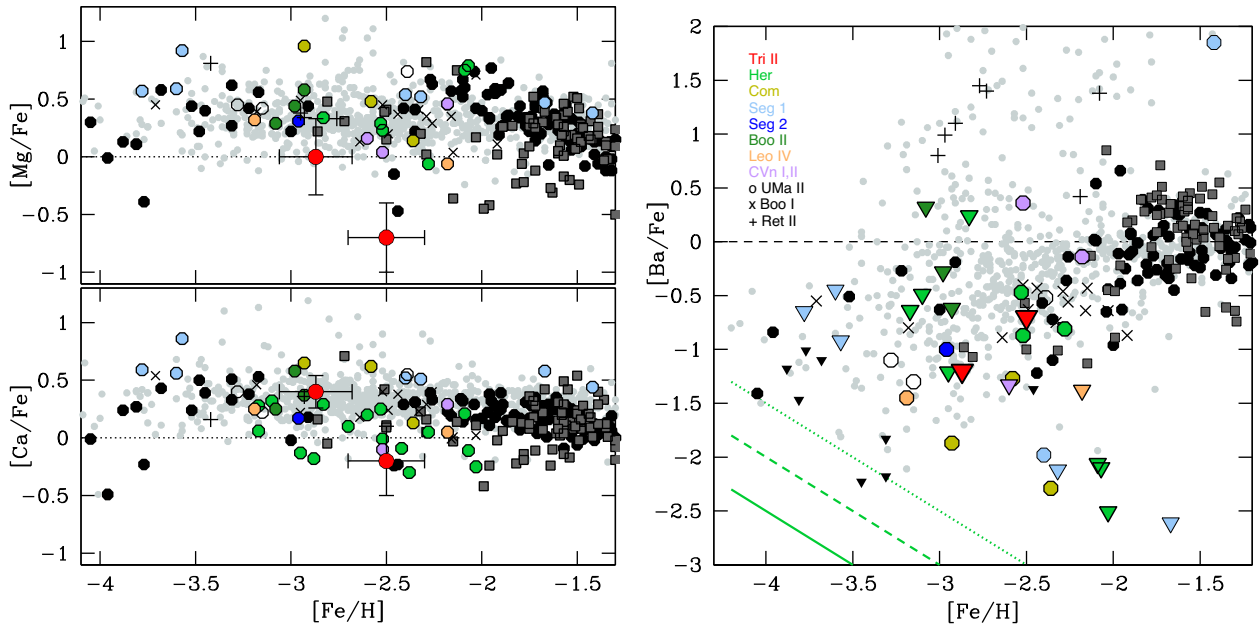 1
0.5
0
−0.5
−1
[Mg/Fe]
1
0.5
0
−0.5
−1
[Ca/Fe]
−4
−3.5
−3
−2.5
−2
−1.5
[Fe/H]
2
1.5
1
0.5
0
−0.5
−1
−1.5
−2
−2.5
−3
[Ba/Fe]
Tri II
Her
Com
Seg 1
Seg 2
Boo II
Leo IV
CVn I,II
o UMa II
x Boo I
+ Ret II
−4
−3.5
−3
−2.5
−2
−1.5
[Fe/H]